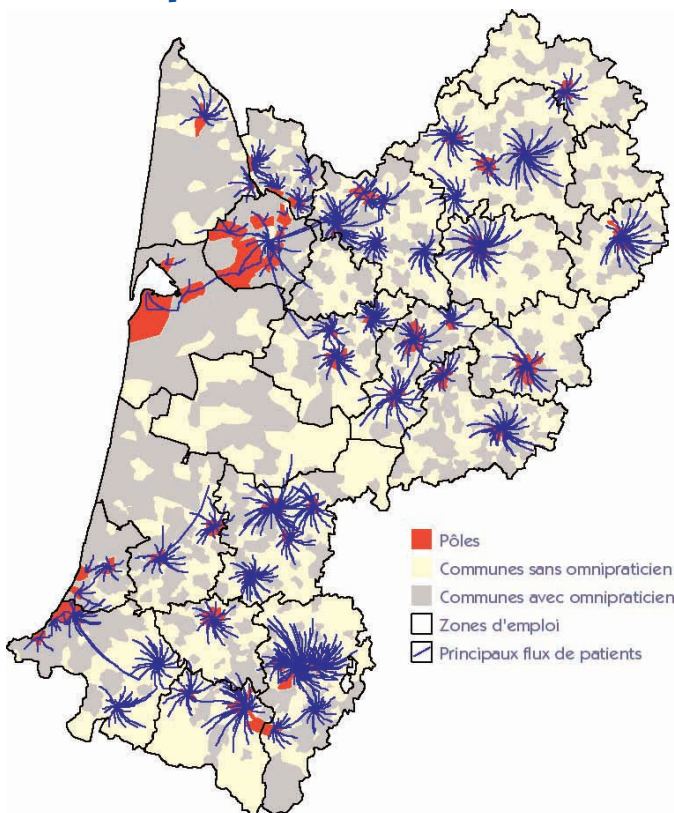 Pôles
Communes sans omnipraticien
Communes avec omnipraticien
Zones d'emploi
Principaux flux de patients